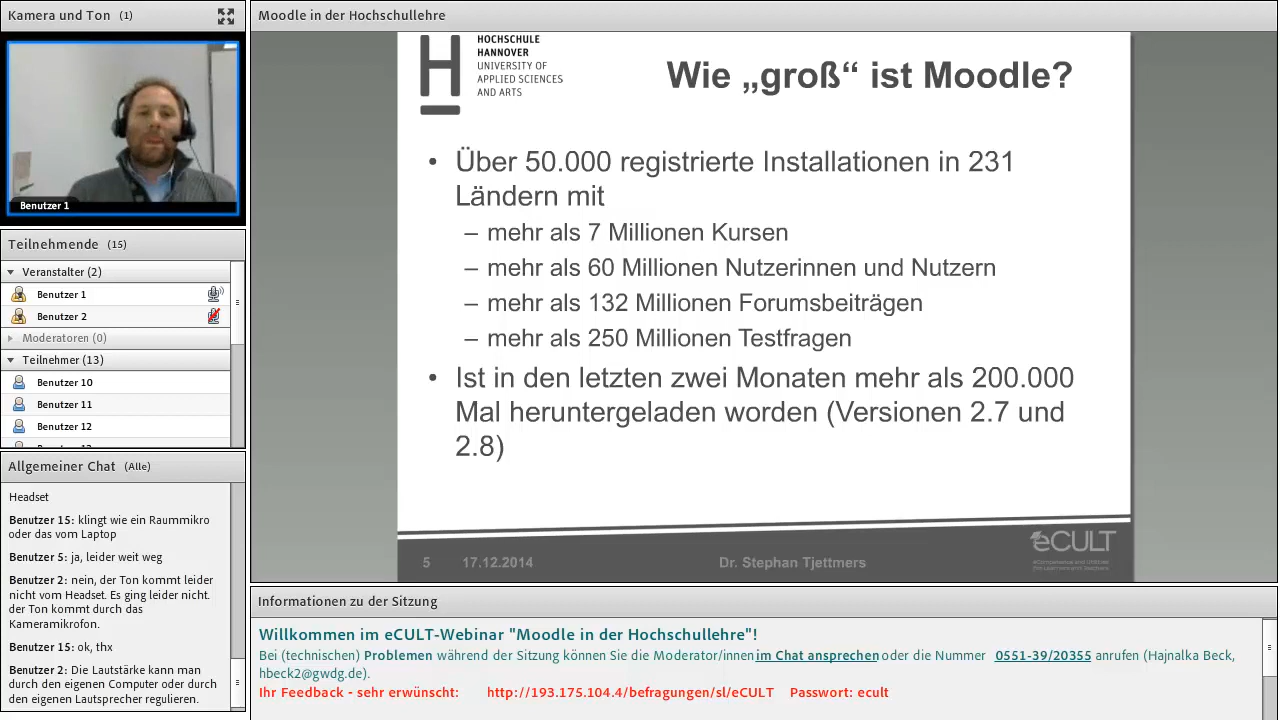 Kamera und Ton (1)
Benutzer 1
Teilnehmende (15)
Veranstalter (2)
Benutzer 1
Benutzer 2
Moderatoren (0)
Teilnehmer (13)
Benutzer 10
Benutzer 11
Benutzer 12
Allgemeiner Chat (Alle)
Headset
Benutzer 15: klingt wie ein Raummikro
oder das vom Laptop
Benutzer 5: ja, leider weit weg
Benutzer 2: nein, der Ton kommt leider
nicht vom Headset. Es ging leider nicht.
der Ton kommt durch das
Kameramikrofon.
Benutzer 15: ok, thx
Benutzer 2: Die Lautstärke kann man
durch den eigenen Computer oder durch
den eigenen Lautsprecher regulieren.
Moodle in der Hochschullehre
HOCHSCHULE
HANNOVER
UNIVERSITY OF
APPLIED SCIENCES
AND ARTS
Wie „groß“ ist Moodle?
• Über 50.000 registrierte Installationen in 231
Ländern mit
– mehr als 7 Millionen Kursen
– mehr als 60 Millionen Nutzerinnen und Nutzern
– mehr als 132 Millionen Forumsbeiträgen
– mehr als 250 Millionen Testfragen
• Ist in den letzten zwei Monaten mehr als 200.000
Mal heruntergeladen worden (Versionen 2.7 und
2.8)
5 17.12.2014 Dr. Stephan Tjettmers
eCULT
Informationen zu der Sitzung
Willkommen im eCULT-Webinar "Moodle in der Hochschullehre"!
Bei (technischen) Problemen während der Sitzung können Sie die Moderator/innen im Chat ansprechen oder die Nummer 0551-39/20355 anrufen (Hajnalka Beck,
hbeck2@gwdg.de).
Ihr Feedback - sehr erwünscht: http://193.175.104.4/befragungen/sl/eCULT Passwort: ecult